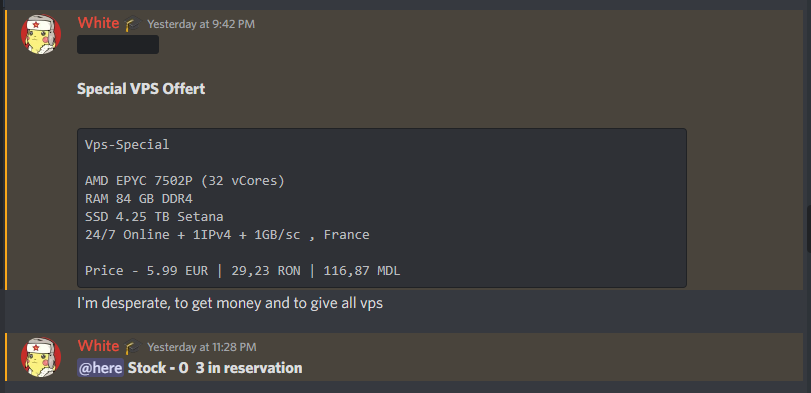 White Yesterday at 9:42 PM
Special VPS Offert
Vps-Special
AMD EPYC 7502P (32 vCores)
RAM 84 GB DDR4
SSD 4.25 TB Setana
24/7 Online + 1IPv4 + 1GB/sc , France
Price - 5.99 EUR | 29,23 RON | 116,87 MDL
I'm desperate, to get money and to give all vps
White Yesterday at 11:28 PM
@here Stock - 0 3 in reservation